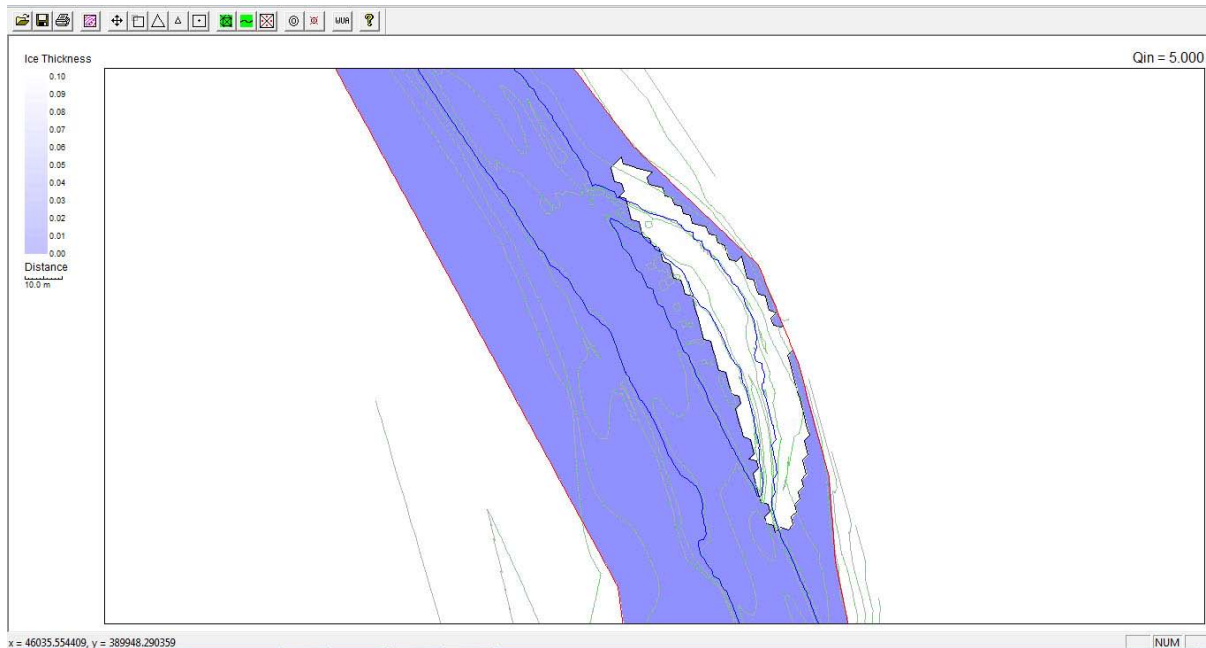 WUA
?
Ice Thickness
Qin = 5.000
0.10
0.09
0.08
0.07
0.06
0.05
0.04
0.03
0.02
0.01
0.00
Distance
10.0 m
x = 46035.554409, y = 389948.290359
NUM